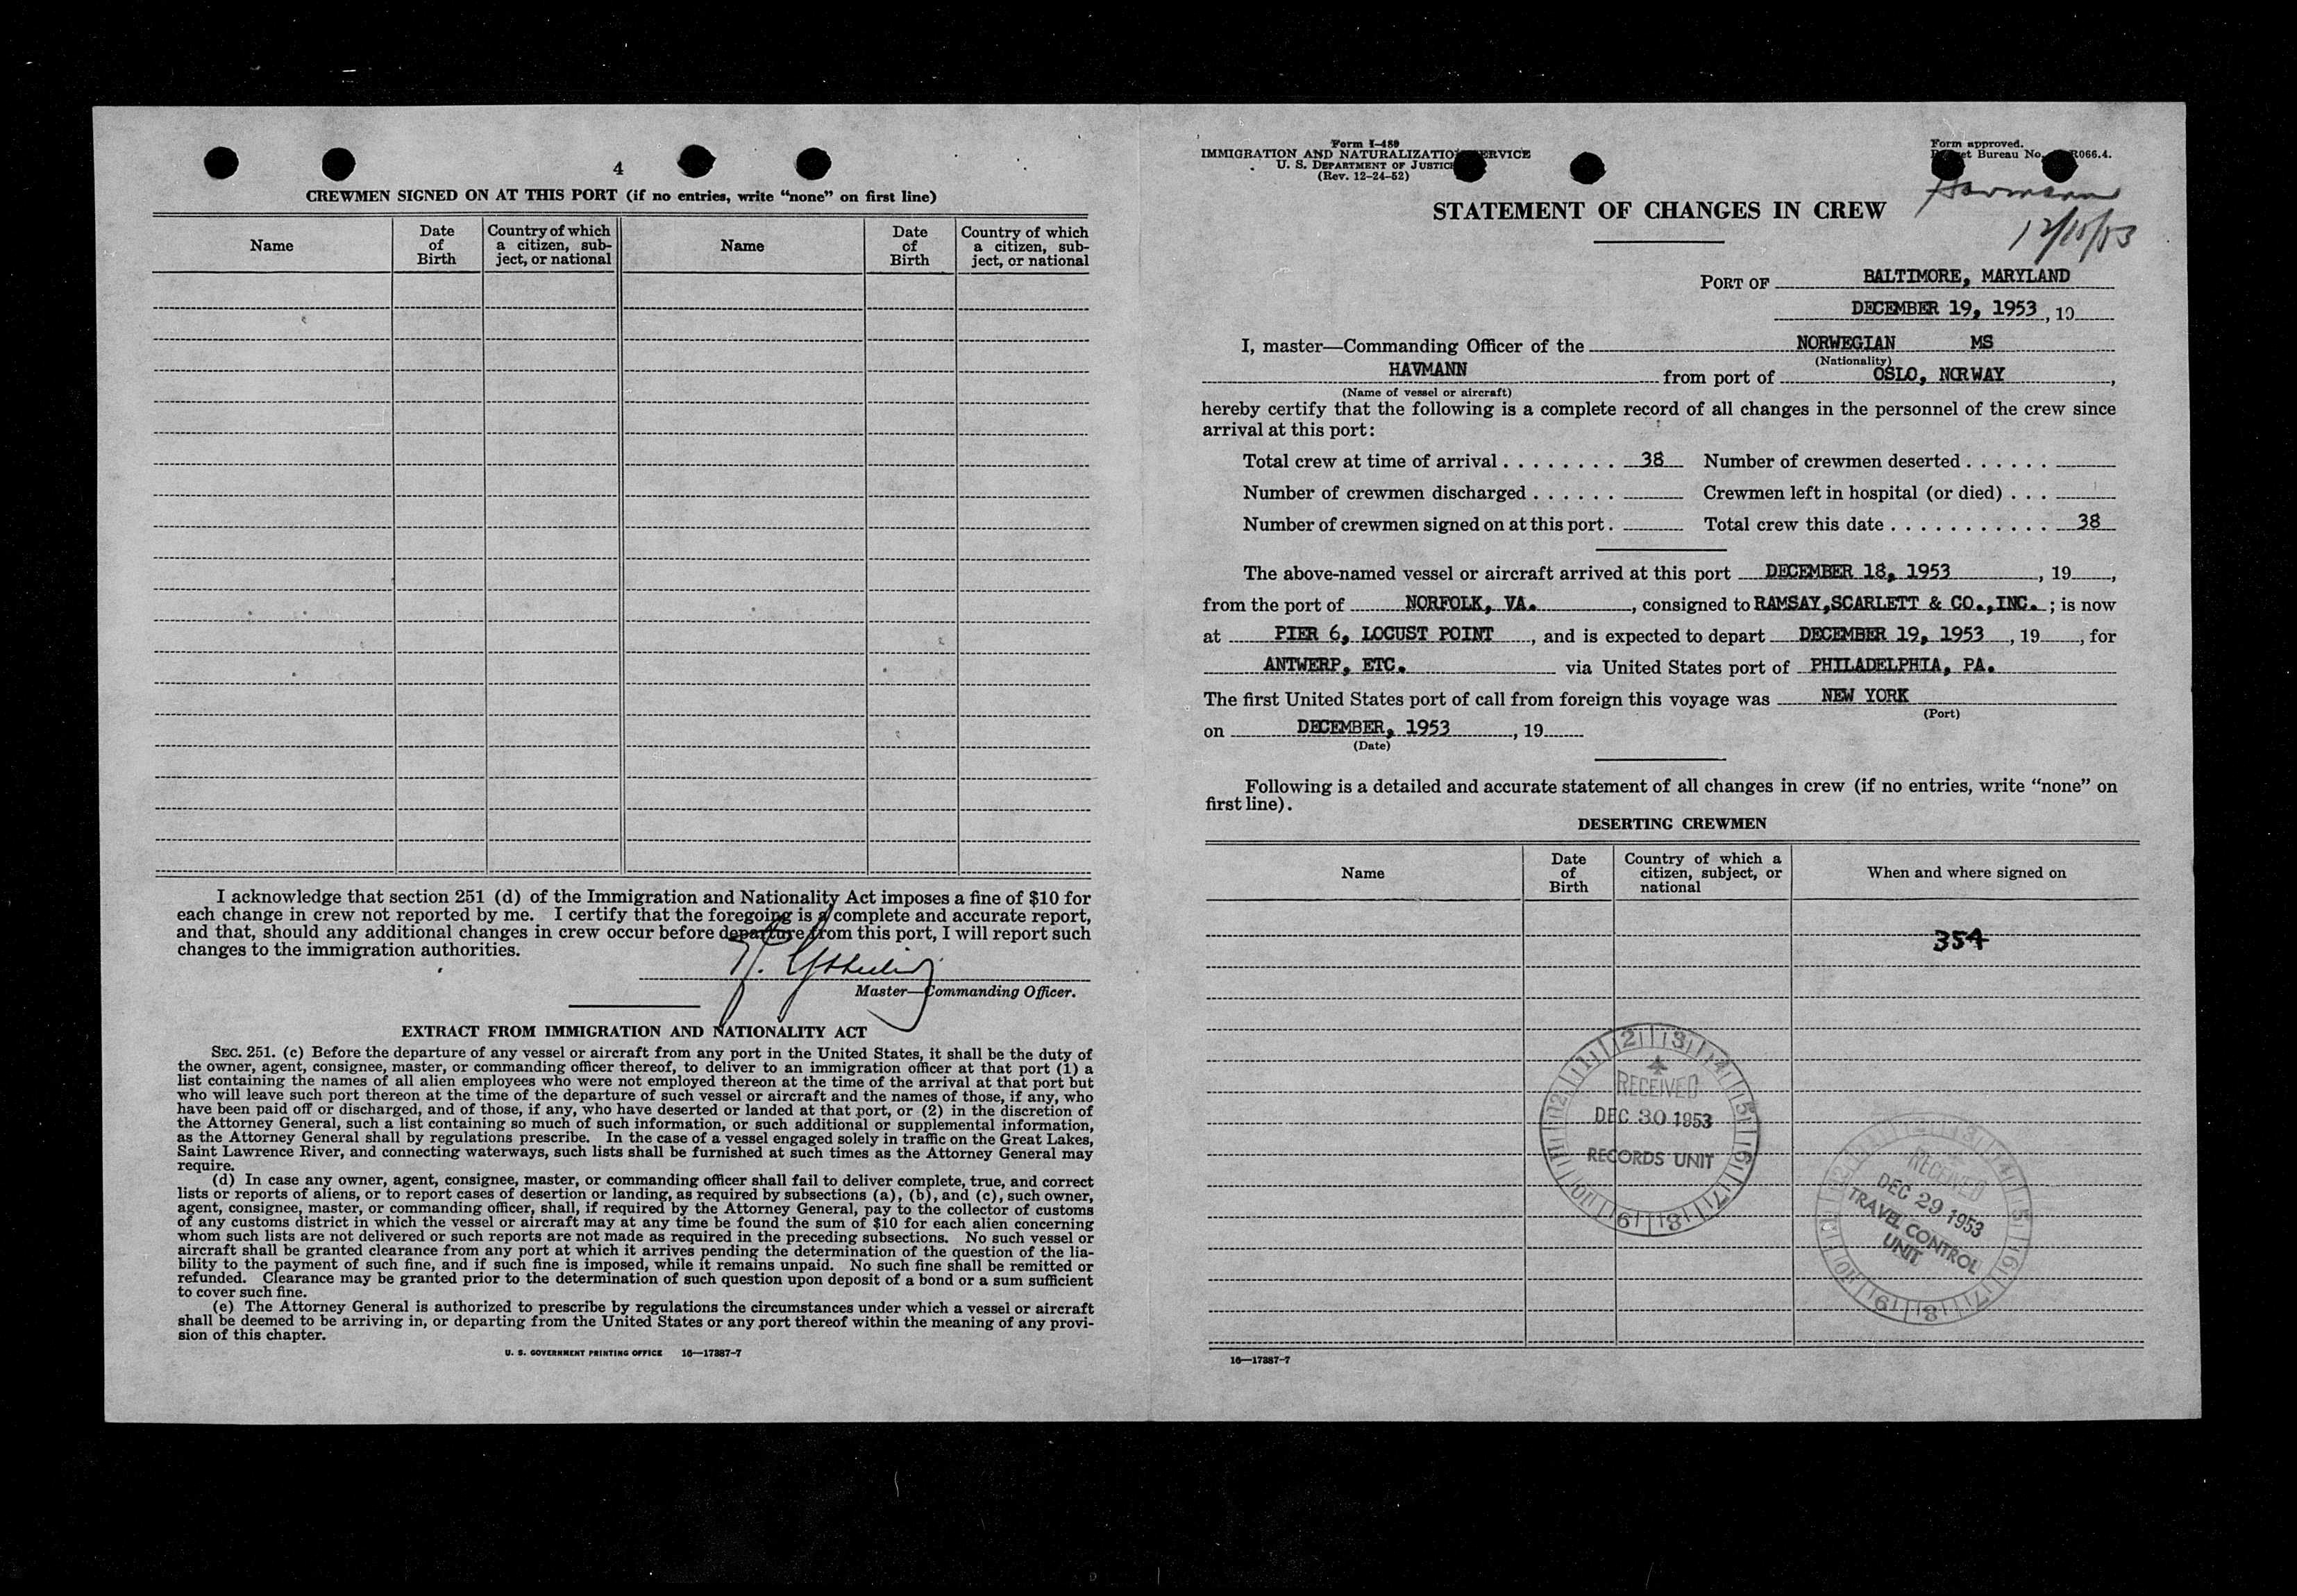 4
CREWMEN SIGNED ON AT THIS PORT (if no entries, write “none” on first line)
Name
Date of Birth
Country of which a citizen, sub-ject, or national
Name
Date of Birth
Country of which a citizen, sub-ject, or national
I acknowledge that section 251 (d) of the Immigration and Nationality Act imposes a fine of $10 for
each change in crew not reported by me. I certify that the foregoing is a complete and accurate report,
and that, should any additional changes in crew occur before departure from this port, I will report such
changes to the immigration authorities.
Master—Commanding Officer.
EXTRACT FROM IMMIGRATION AND NATIONALITY ACT
SEC. 251. (c) Before the departure of any vessel or aircraft from any port in the United States, it shall be the duty of
the owner, agent, consignee, master, or commanding officer thereof, to deliver to an immigration officer at that port (1) a
list containing the names of all alien employees who were not employed thereon at the time of the arrival at that port but
who will leave such port thereon at the time of the departure of such vessel or aircraft and the names of those, if any, who
have been paid off or discharged, and of those, if any, who have deserted or landed at that port, or (2) in the discretion of
the Attorney General, such a list containing so much of such information, or such additional or supplemental information,
as the Attorney General shall by regulations prescribe. In the case of a vessel engaged solely in traffic on the Great Lakes,
Saint Lawrence River, and connecting waterways, such lists shall be furnished at such times as the Attorney General may
require.
(d) In case any owner, agent, consignee, master, or commanding officer shall fail to deliver complete, true, and correct
lists or reports of aliens, or to report cases of desertion or landing, as required by subsections (a), (b), and (c), such owner,
agent, consignee, master, or commanding officer, shall, if required by the Attorney General, pay to the collector of customs
of any customs district in which the vessel or aircraft may at any time be found the sum of $10 for each alien concerning
whom such lists are not delivered or such reports are not made as required in the preceding subsections. No such vessel or
aircraft shall be granted clearance from any port at which it arrives pending the determination of the question of the lia-
bility to the payment of such fine, and if such fine is imposed, while it remains unpaid. No such fine shall be remitted or
refunded. Clearance may be granted prior to the determination of such question upon deposit of a bond or a sum sufficient
to cover such fine.
(e) The Attorney General is authorized to prescribe by regulations the circumstances under which a vessel or aircraft
shall be deemed to be arriving in, or departing from the United States or any port thereof within the meaning of any provi-
sion of this chapter.
U. S. GOVERNMENT PRINTING OFFICE 16—17387-7
Form I-489
IMMIGRATION AND NATURALIZATION SERVICE
U. S. DEPARTMENT OF JUSTICE
(Rev. 12-24-52)
Form approved.
Bureau No. R066.4.
Havmann
STATEMENT OF CHANGES IN CREW
PORT OF BALTIMORE, MARYLAND
DECEMBER 19, 1953, 19
I, master—Commanding Officer of the NORWEGIAN MS
(Nationality)
HAVMANN from port of OSLO, NORWAY,
(Name of vessel or aircraft)
hereby certify that the following is a complete record of all changes in the personnel of the crew since
arrival at this port:
Total crew at time of arrival . . . . . . . . 38 Number of crewmen deserted . . . . . .
Number of crewmen discharged . . . . . . Crewmen left in hospital (or died) . . .
Number of crewmen signed on at this port . Total crew this date . . . . . . . . . . . 38
The above-named vessel or aircraft arrived at this port DECEMBER 18, 1953, 19,
from the port of NORFOLK, VA., consigned to RAMSAY,SCARLETT & CO.,INC. ; is now
at PIER 6, LOCUST POINT, and is expected to depart DECEMBER 19, 1953, 19, for
ANTWERP, ETC. via United States port of PHILADELPHIA, PA.
The first United States port of call from foreign this voyage was NEW YORK
(Port)
on DECEMBER, 1953, 19
(Date)
Following is a detailed and accurate statement of all changes in crew (if no entries, write “none” on
first line).
DESERTING CREWMEN
Name
Date of Birth
Country of which a citizen, subject, or national
When and where signed on
354
RECEIVED
DEC 30 1953
RECORDS UNIT
RECEIVED
DEC 29 1953
TRAVEL CONTROL
UNIT
16—17387-7